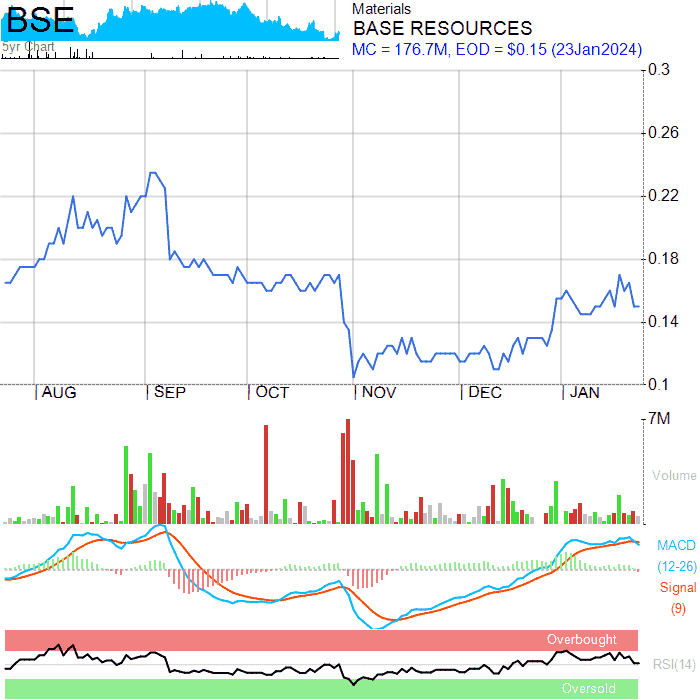 BSE
5yr Chart
Materials
BASE RESOURCES
MC = 176.7M, EOD = $0.15 (23Jan2024)
0.3
0.26
0.22
0.18
0.14
0.1
AUG SEP OCT NOV DEC JAN
7M
Volume
MACD
(12-26)
Signal
(9)
Overbought
RSI(14)
Oversold